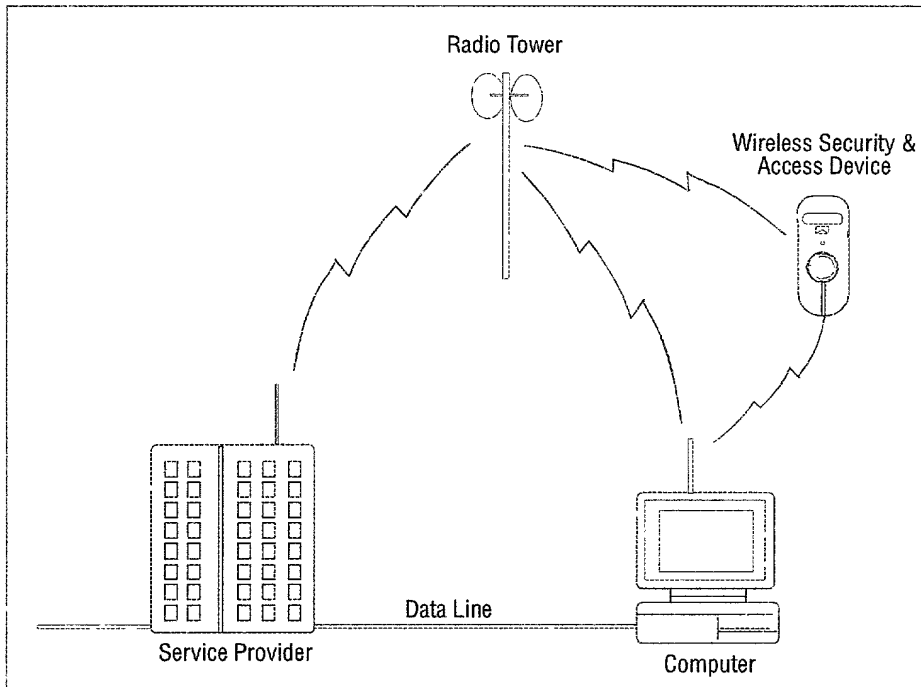 Radio Tower
Wireless Security &
Access Device
Data Line
Service Provider
Computer